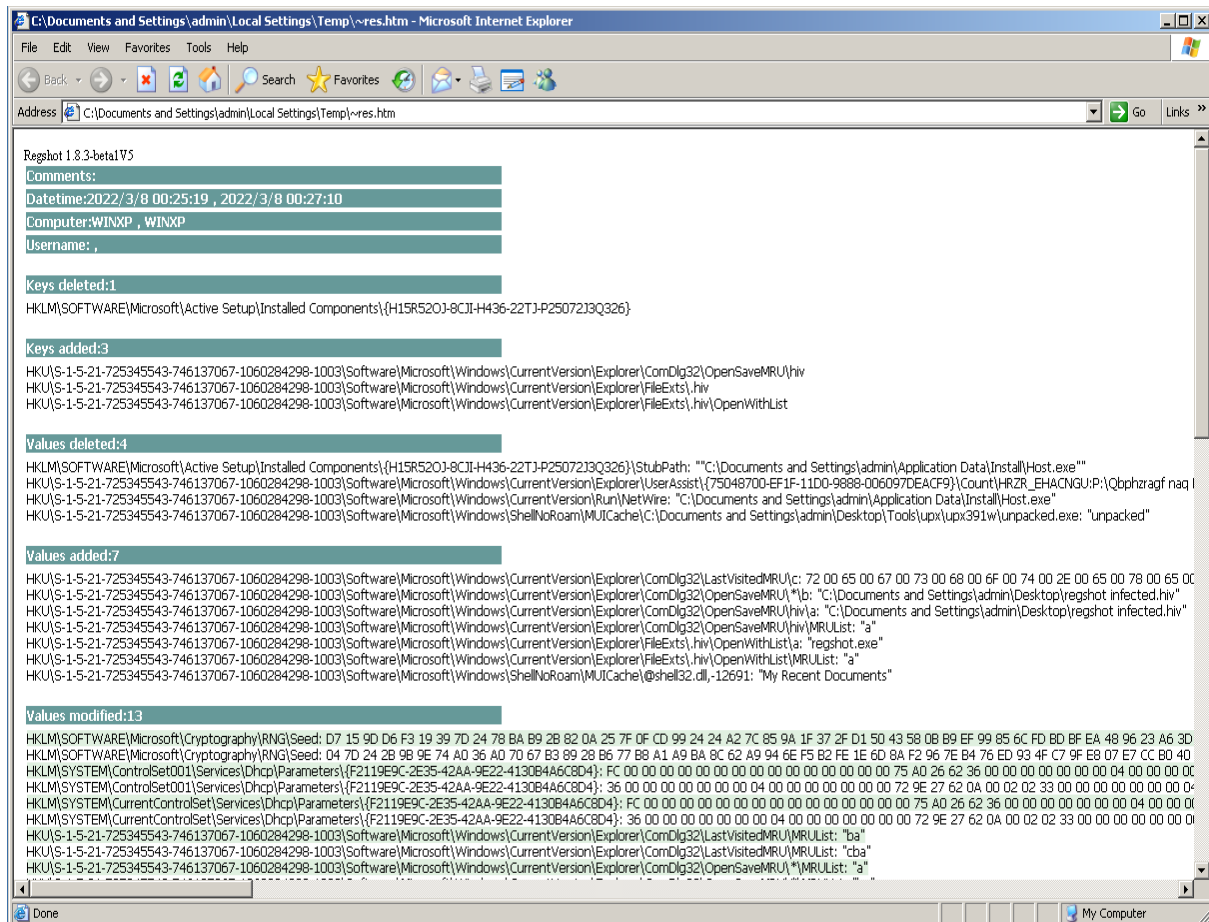 C:\Documents and Settings\admin\Local Settings\Temp\~res.htm - Microsoft Internet Explorer
File Edit View Favorites Tools Help
Back Search Favorites
Address C:\Documents and Settings\admin\Local Settings\Temp\~res.htm Go Links »
Regshot 1.8.3-beta1V5
Comments:
Datetime:2022/3/8 00:25:19 , 2022/3/8 00:27:10
Computer:WINXP , WINXP
Username: ,
Keys deleted:1
HKLM\SOFTWARE\Microsoft\Active Setup\Installed Components\{H15R52OJ-8CJI-H436-22TJ-P25072J3Q326}
Keys added:3
HKU\S-1-5-21-725345543-746137067-1060284298-1003\Software\Microsoft\Windows\CurrentVersion\Explorer\ComDlg32\OpenSaveMRU\hiv
HKU\S-1-5-21-725345543-746137067-1060284298-1003\Software\Microsoft\Windows\CurrentVersion\Explorer\FileExts\.hiv
HKU\S-1-5-21-725345543-746137067-1060284298-1003\Software\Microsoft\Windows\CurrentVersion\Explorer\FileExts\.hiv\OpenWithList
Values deleted:4
HKLM\SOFTWARE\Microsoft\Active Setup\Installed Components\{H15R52OJ-8CJI-H436-22TJ-P25072J3Q326}\StubPath: ""C:\Documents and Settings\admin\Application Data\Install\Host.exe""
HKU\S-1-5-21-725345543-746137067-1060284298-1003\Software\Microsoft\Windows\CurrentVersion\Explorer\UserAssist\{75048700-EF1F-11D0-9888-006097DEACF9}\Count\HRZR_EHACNGU:P:\Qbphzragf naq
HKU\S-1-5-21-725345543-746137067-1060284298-1003\Software\Microsoft\Windows\CurrentVersion\Run\NetWire: "C:\Documents and Settings\admin\Application Data\Install\Host.exe"
HKU\S-1-5-21-725345543-746137067-1060284298-1003\Software\Microsoft\Windows\ShellNoRoam\MUICache\C:\Documents and Settings\admin\Desktop\Tools\upx\upx391w\unpacked.exe: "unpacked"
Values added:7
HKU\S-1-5-21-725345543-746137067-1060284298-1003\Software\Microsoft\Windows\CurrentVersion\Explorer\ComDlg32\LastVisitedMRU\c: 72 00 65 00 67 00 73 00 68 00 6F 00 74 00 2E 00 65 00 78 00 65 00
HKU\S-1-5-21-725345543-746137067-1060284298-1003\Software\Microsoft\Windows\CurrentVersion\Explorer\ComDlg32\OpenSaveMRU\*\b: "C:\Documents and Settings\admin\Desktop\regshot infected.hiv"
HKU\S-1-5-21-725345543-746137067-1060284298-1003\Software\Microsoft\Windows\CurrentVersion\Explorer\ComDlg32\OpenSaveMRU\hiv\a: "C:\Documents and Settings\admin\Desktop\regshot infected.hiv"
HKU\S-1-5-21-725345543-746137067-1060284298-1003\Software\Microsoft\Windows\CurrentVersion\Explorer\ComDlg32\OpenSaveMRU\hiv\MRUList: "a"
HKU\S-1-5-21-725345543-746137067-1060284298-1003\Software\Microsoft\Windows\CurrentVersion\Explorer\FileExts\.hiv\OpenWithList\a: "regshot.exe"
HKU\S-1-5-21-725345543-746137067-1060284298-1003\Software\Microsoft\Windows\CurrentVersion\Explorer\FileExts\.hiv\OpenWithList\MRUList: "a"
HKU\S-1-5-21-725345543-746137067-1060284298-1003\Software\Microsoft\Windows\ShellNoRoam\MUICache\@shell32.dll,-12691: "My Recent Documents"
Values modified:13
HKLM\SOFTWARE\Microsoft\Cryptography\RNG\Seed: D7 15 9D D6 F3 19 39 7D 24 78 BA B9 2B 82 0A 25 7F 0F CD 99 24 24 A2 7C 85 9A 1F 37 2F D1 50 43 58 0B B9 EF 99 85 6C FD BD BF EA 48 96 23 A6 3D
HKLM\SOFTWARE\Microsoft\Cryptography\RNG\Seed: 04 7D 24 2B 9B 9E 74 A0 36 A0 70 67 B3 89 28 B6 77 B8 A1 A9 BA 8C 62 A9 94 6E F5 B2 FE 1E 6D 8A F2 96 7E B4 76 ED 93 4F C7 9F E8 07 E7 CC B0 40
HKLM\SYSTEM\ControlSet001\Services\Dhcp\Parameters\{F2119E9C-2E35-42AA-9E22-4130B4A6C8D4}: FC 00 00 00 00 00 00 00 00 00 00 00 00 00 00 00 75 A0 26 62 36 00 00 00 00 00 00 00 04 00 00 00
HKLM\SYSTEM\ControlSet001\Services\Dhcp\Parameters\{F2119E9C-2E35-42AA-9E22-4130B4A6C8D4}: 36 00 00 00 00 00 00 00 04 00 00 00 00 00 00 00 72 9E 27 62 0A 00 02 02 33 00 00 00 00 00 00 00
HKLM\SYSTEM\CurrentControlSet\Services\Dhcp\Parameters\{F2119E9C-2E35-42AA-9E22-4130B4A6C8D4}: FC 00 00 00 00 00 00 00 00 00 00 00 00 00 00 00 75 A0 26 62 36 00 00 00 00 00 00 00 04 00
HKLM\SYSTEM\CurrentControlSet\Services\Dhcp\Parameters\{F2119E9C-2E35-42AA-9E22-4130B4A6C8D4}: 36 00 00 00 00 00 00 00 04 00 00 00 00 00 00 00 72 9E 27 62 0A 00 02 02 33 00 00 00 00 00
HKU\S-1-5-21-725345543-746137067-1060284298-1003\Software\Microsoft\Windows\CurrentVersion\Explorer\ComDlg32\LastVisitedMRU\MRUList: "ba"
HKU\S-1-5-21-725345543-746137067-1060284298-1003\Software\Microsoft\Windows\CurrentVersion\Explorer\ComDlg32\LastVisitedMRU\MRUList: "cba"
HKU\S-1-5-21-725345543-746137067-1060284298-1003\Software\Microsoft\Windows\CurrentVersion\Explorer\ComDlg32\OpenSaveMRU\*\MRUList: "a"
Done
My Computer